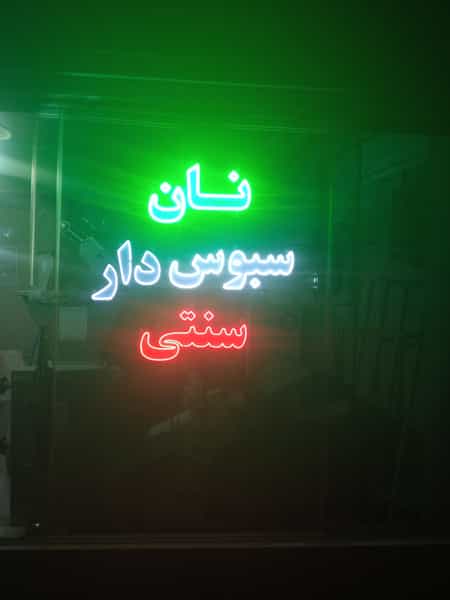 نان
سبوس دار
سنتی